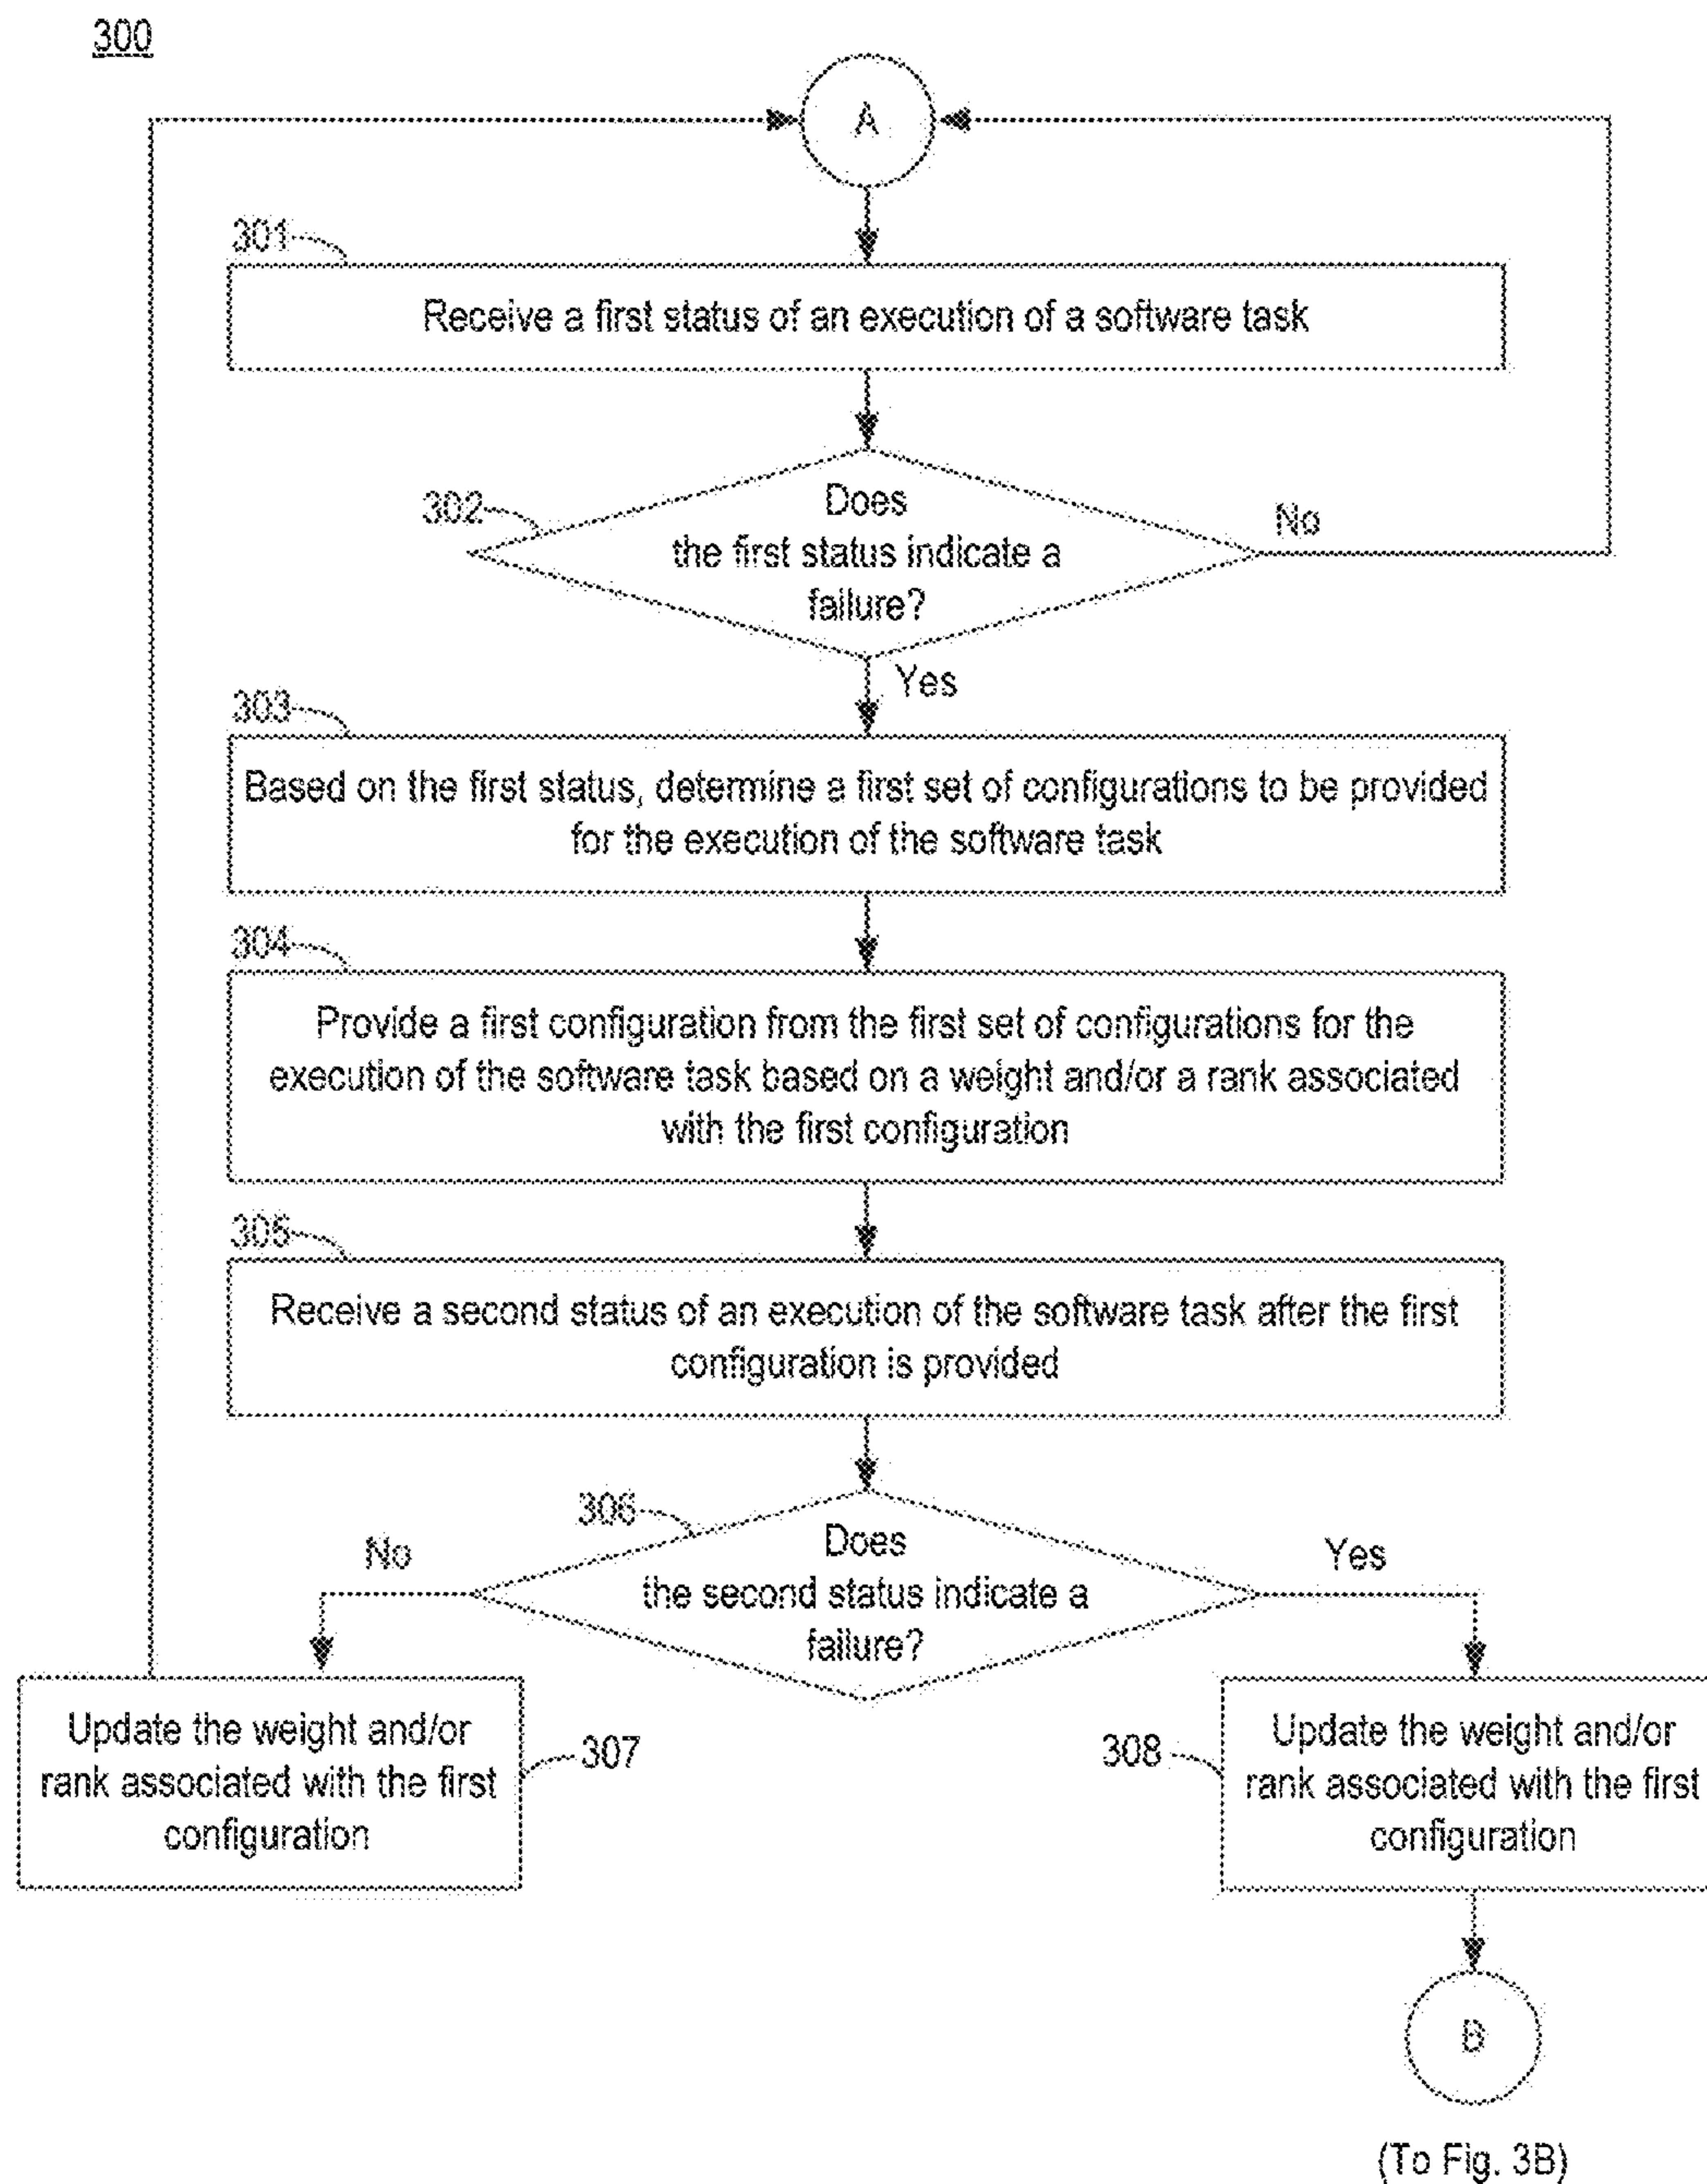 300
A
301
Receive a first status of an execution of a software task
302
Does
the first status indicate a
failure?
No
Yes
303
Based on the first status, determine a first set of configurations to be provided
for the execution of the software task
304
Provide a first configuration from the first set of configurations for the
execution of the software task based on a weight and/or a rank associated
with the first configuration
305
Receive a second status of an execution of the software task after the first
configuration is provided
306
Does
the second status indicate a
failure?
No
Yes
Update the weight and/or
rank associated with the first
configuration
307
308
Update the weight and/or
rank associated with the first
configuration
B
(To Fig. 3B)